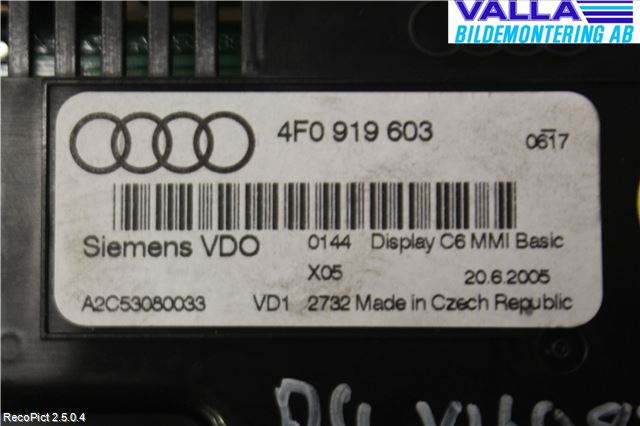 VALLA
BILDEMONTERING AB
4F0 919 603
0617
Siemens VDO 0144 Display C6 MMI Basic
X05 20.6.2005
A2C53080033 VD1 2732 Made in Czech Republic
RecoPict 2.5.0.4